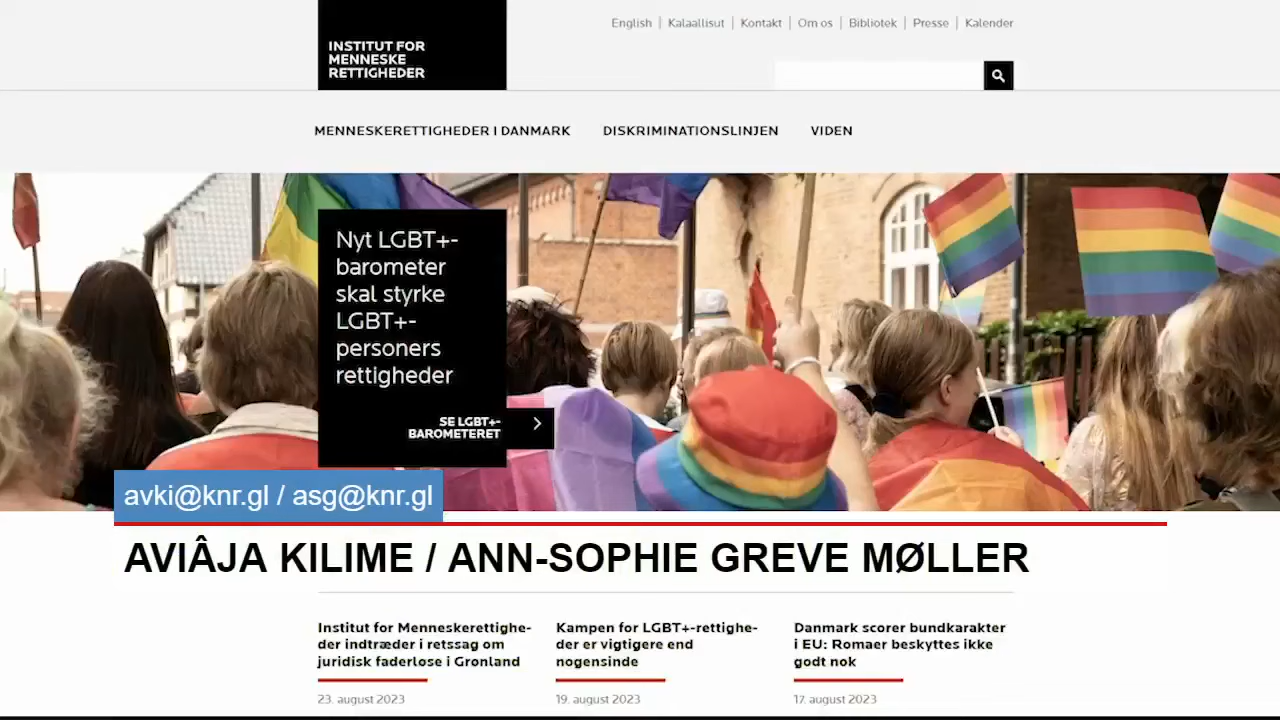 English | Kalaallisut | Kontakt | Om os | Bibliotek | Presse | Kalender
INSTITUT FOR
MENNESKE
RETTIGHEDER
MENNESKERETTIGHEDER I DANMARK DISKRIMINATIONSLINJEN VIDEN
Nyt LGBT+-
barometer
skal styrke
LGBT+-
personers
rettigheder
SE LGBT+-
BAROMETERET
avki@knr.gl / asg@knr.gl
AVIÂJA KILIME / ANN-SOPHIE GREVE MØLLER
Institut for Menneskerettighe-
der indtræder i retssag om
juridisk faderløse i Grønland
23. august 2023
Kampen for LGBT+-rettighe-
der er vigtigere end
nogensinde
19. august 2023
Danmark scorer bundkarakter
i EU: Romaer beskyttes ikke
godt nok
17. august 2023